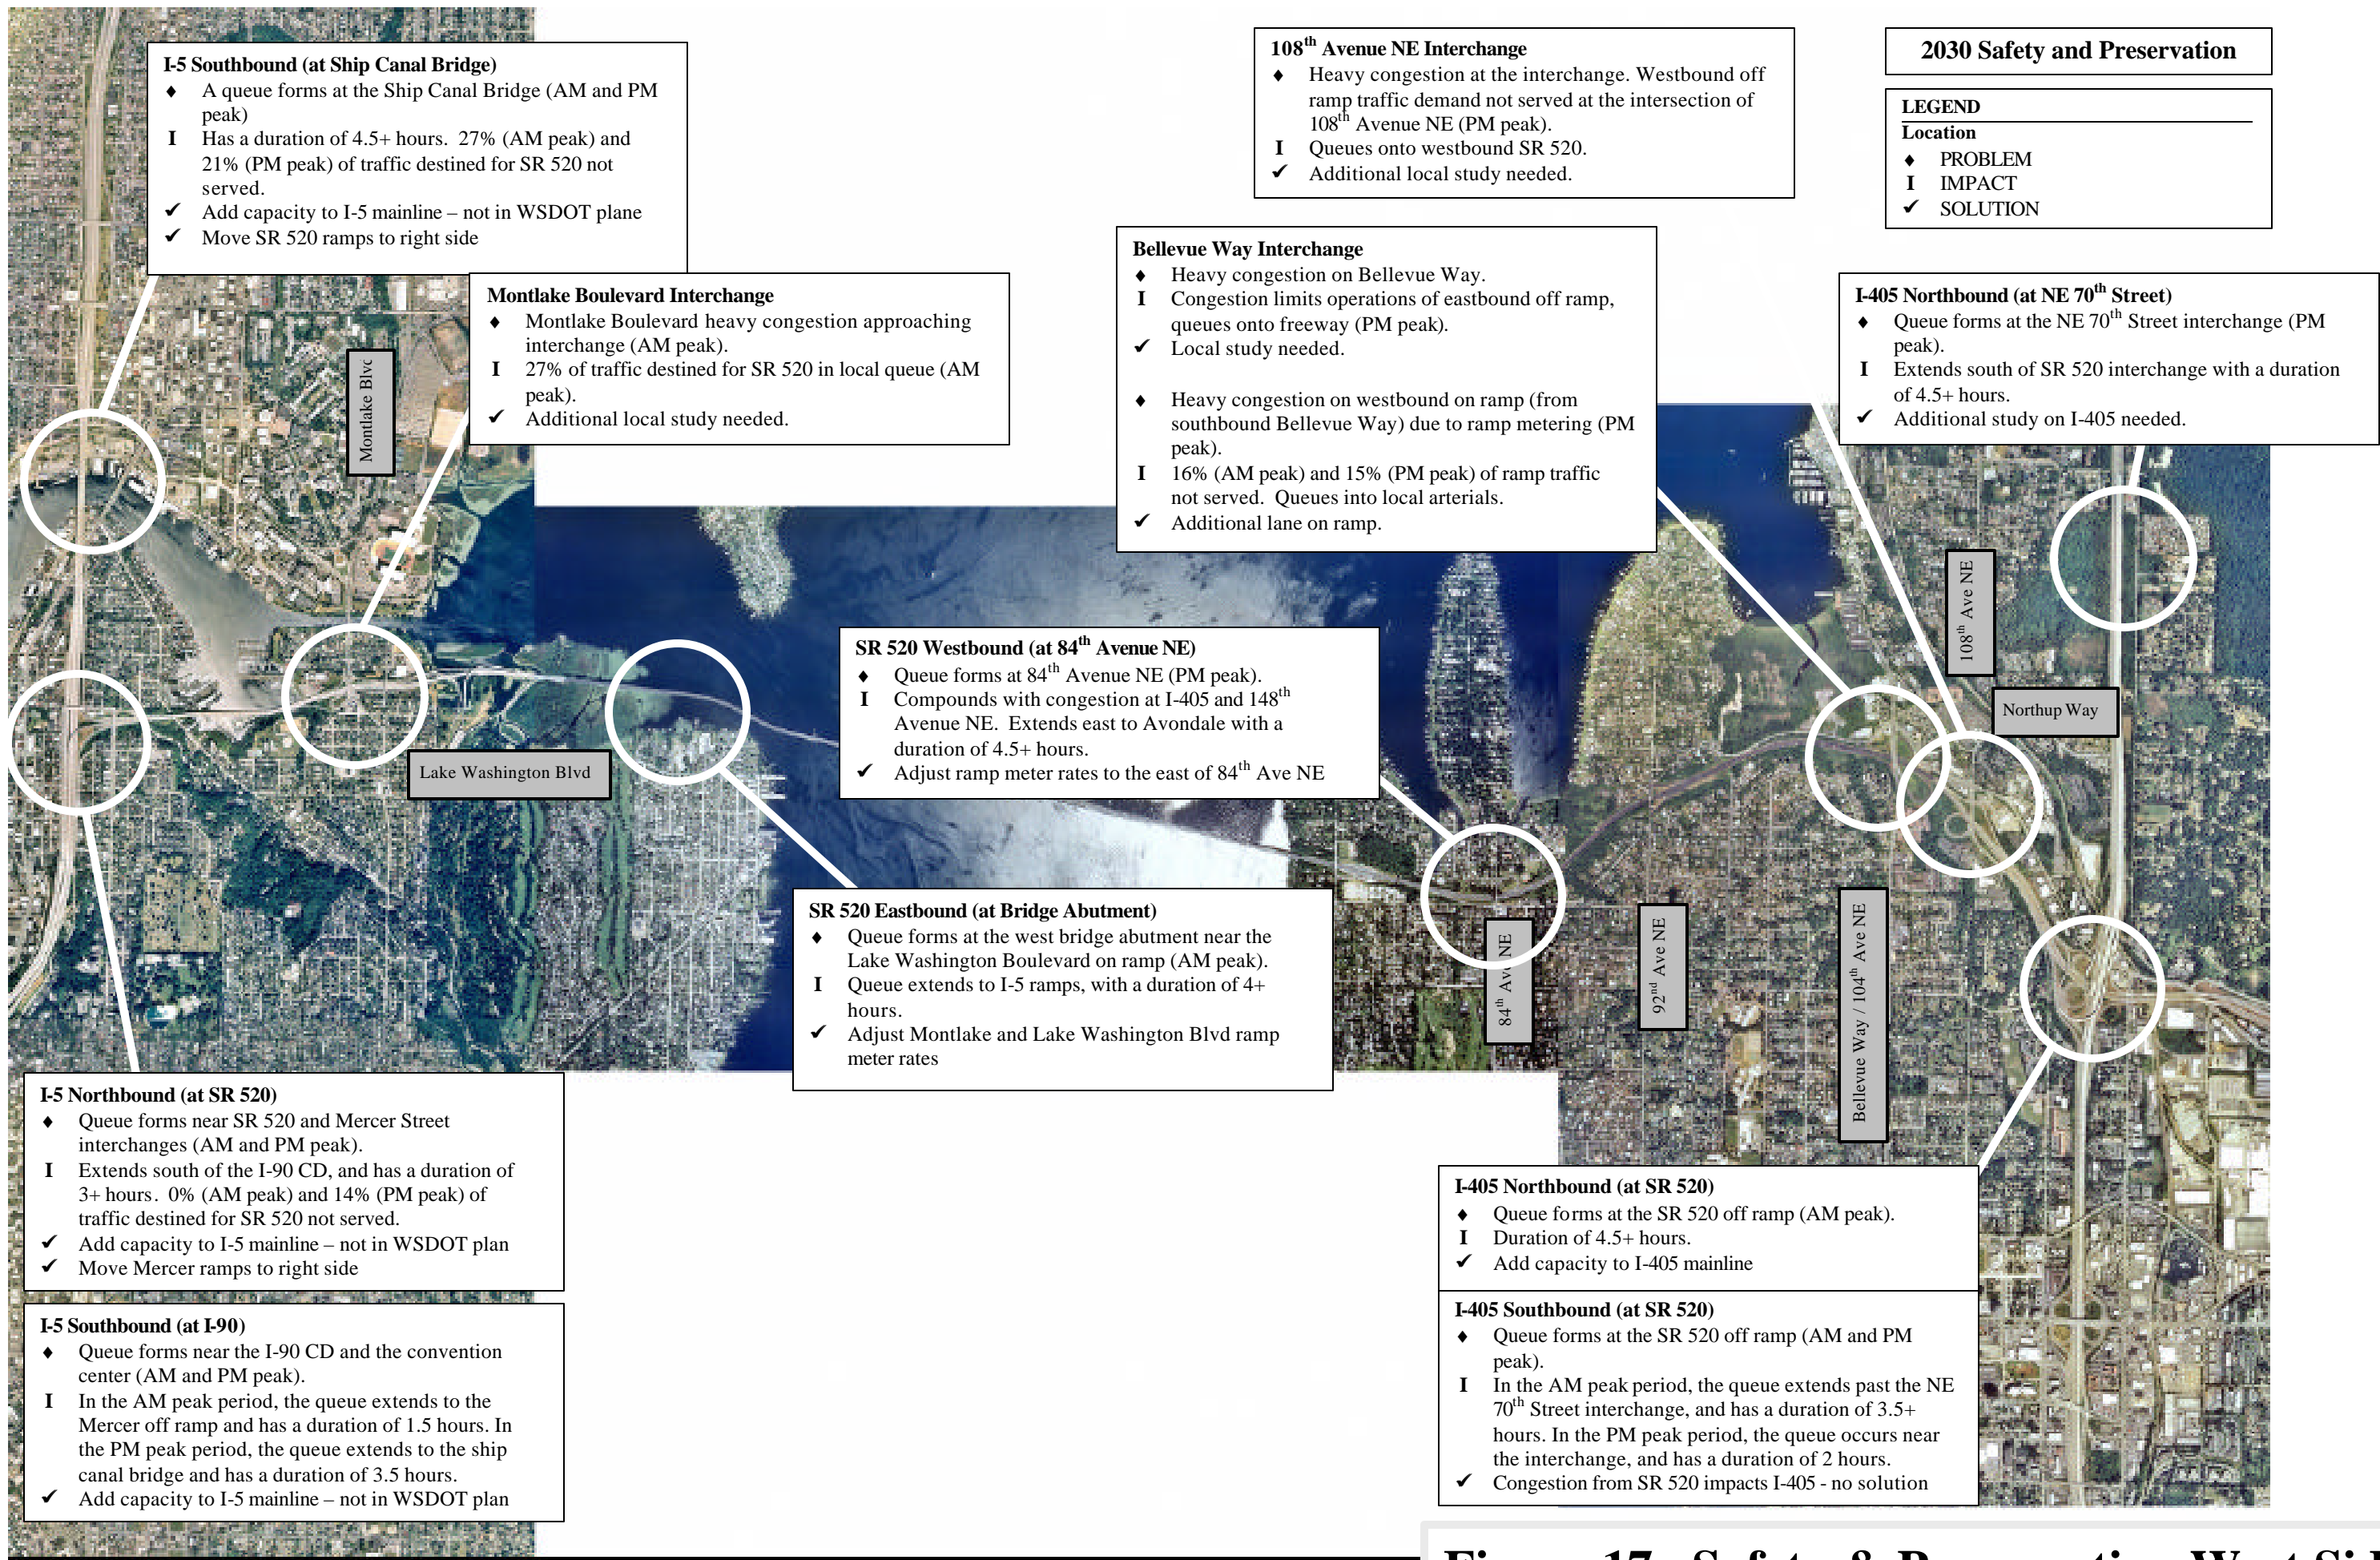 I-5 Southbound (at Ship Canal Bridge)
♦ A queue forms at the Ship Canal Bridge (AM and PM
peak)
I Has a duration of 4.5+ hours. 27% (AM peak) and
21% (PM peak) of traffic destined for SR 520 not
served.
✔ Add capacity to I-5 mainline – not in WSDOT plane
✔ Move SR 520 ramps to right side
108th Avenue NE Interchange
♦ Heavy congestion at the interchange. Westbound off
ramp traffic demand not served at the intersection of
108th Avenue NE (PM peak).
I Queues onto westbound SR 520.
✔ Additional local study needed.
2030 Safety and Preservation
LEGEND
Location
♦ PROBLEM
I IMPACT
✔ SOLUTION
Montlake Boulevard Interchange
♦ Montlake Boulevard heavy congestion approaching
interchange (AM peak).
I 27% of traffic destined for SR 520 in local queue (AM
peak).
✔ Additional local study needed.
Bellevue Way Interchange
♦ Heavy congestion on Bellevue Way.
I Congestion limits operations of eastbound off ramp,
queues onto freeway (PM peak).
✔ Local study needed.
♦ Heavy congestion on westbound on ramp (from
southbound Bellevue Way) due to ramp metering (PM
peak).
I 16% (AM peak) and 15% (PM peak) of ramp traffic
not served. Queues into local arterials.
✔ Additional lane on ramp.
I-405 Northbound (at NE 70th Street)
♦ Queue forms at the NE 70th Street interchange (PM
peak).
I Extends south of SR 520 interchange with a duration
of 4.5+ hours.
✔ Additional study on I-405 needed.
Montlake Blvd
108th Ave NE
Northup Way
Lake Washington Blvd
SR 520 Westbound (at 84th Avenue NE)
♦ Queue forms at 84th Avenue NE (PM peak).
I Compounds with congestion at I-405 and 148th
Avenue NE. Extends east to Avondale with a
duration of 4.5+ hours.
✔ Adjust ramp meter rates to the east of 84th Ave NE
SR 520 Eastbound (at Bridge Abutment)
♦ Queue forms at the west bridge abutment near the
Lake Washington Boulevard on ramp (AM peak).
I Queue extends to I-5 ramps, with a duration of 4+
hours.
✔ Adjust Montlake and Lake Washington Blvd ramp
meter rates
84th Ave NE
92nd Ave NE
Bellevue Way / 104th Ave NE
I-5 Northbound (at SR 520)
♦ Queue forms near SR 520 and Mercer Street
interchanges (AM and PM peak).
I Extends south of the I-90 CD, and has a duration of
3+ hours. 0% (AM peak) and 14% (PM peak) of
traffic destined for SR 520 not served.
✔ Add capacity to I-5 mainline – not in WSDOT plan
✔ Move Mercer ramps to right side
I-5 Southbound (at I-90)
♦ Queue forms near the I-90 CD and the convention
center (AM and PM peak).
I In the AM peak period, the queue extends to the
Mercer off ramp and has a duration of 1.5 hours. In
the PM peak period, the queue extends to the ship
canal bridge and has a duration of 3.5 hours.
✔ Add capacity to I-5 mainline – not in WSDOT plan
I-405 Northbound (at SR 520)
♦ Queue forms at the SR 520 off ramp (AM peak).
I Duration of 4.5+ hours.
✔ Add capacity to I-405 mainline
I-405 Southbound (at SR 520)
♦ Queue forms at the SR 520 off ramp (AM and PM
peak).
I In the AM peak period, the queue extends past the NE
70th Street interchange, and has a duration of 3.5+
hours. In the PM peak period, the queue occurs near
the interchange, and has a duration of 2 hours.
✔ Congestion from SR 520 impacts I-405 - no solution